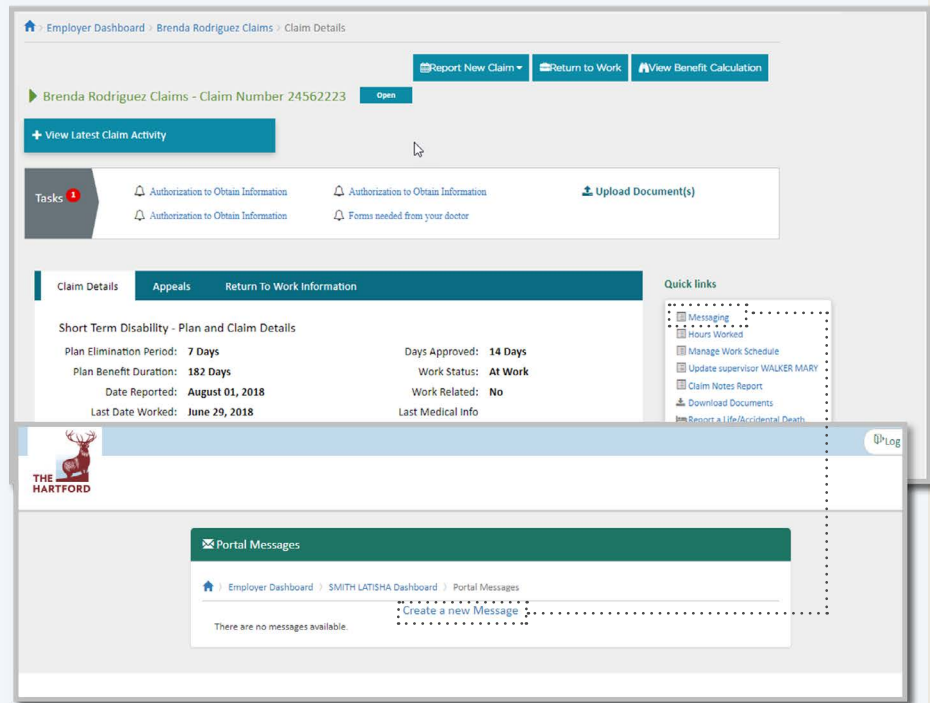 Employer Dashboard > Brenda Rodriguez Claims > Claim Details
Report New Claim Return to Work View Benefit Calculation
Brenda Rodriguez Claims - Claim Number 24562223 Open
+ View Latest Claim Activity
Tasks 1
Authorization to Obtain Information Authorization to Obtain Information Upload Document(s)
Authorization to Obtain Information Forms needed from your doctor
Claim Details Appeals Return To Work Information
Short Term Disability - Plan and Claim Details
Plan Elimination Period: 7 Days Days Approved: 14 Days
Plan Benefit Duration: 182 Days Work Status: At Work
Date Reported: August 01, 2018 Work Related: No
Last Date Worked: June 29, 2018 Last Medical Info
Quick links
Messaging
Hours Worked
Manage Work Schedule
Update supervisor WALKER MARY
Claim Notes Report
Download Documents
Report a Life/Accidental Death
THE
HARTFORD
Log
Portal Messages
Employer Dashboard > SMITH LATISHA Dashboard > Portal Messages
Create a new Message
There are no messages available.